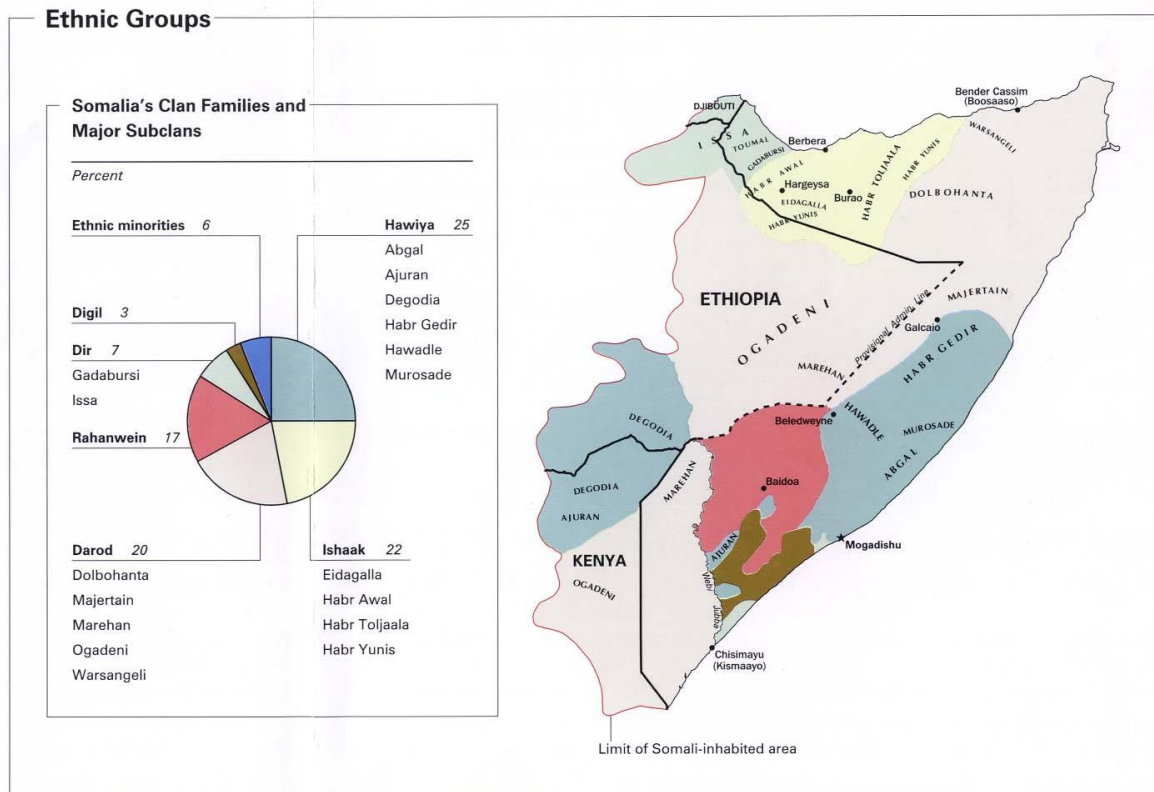 Ethnic Groups
Somalia's Clan Families and
Major Subclans
Percent
Ethnic minorities 6
Hawiya 25
Abgal
Ajuran
Degodia
Habr Gedir
Hawadle
Murosade
Digil 3
Dir 7
Gadabursi
Issa
Rahanwein 17
Darod 20
Dolbohanta
Majertain
Marehan
Ogadeni
Warsangeli
Ishaak 22
Eidagalla
Habr Awal
Habr Toljaala
Habr Yunis
DJIBOUTI
ISSA
TOUMAL
GADABURSI
Berbera
Bender Cassim
(Boosaaso)
WARSANGELI
HABR AWAL
Hargeysa
EIDAGALLA
HABR YUNIS
Burao
HABR TOLJAALA
HABR YUNIS
DOLBOHANTA
ETHIOPIA
OGADENI
MAJERTAIN
Provisional Admin. Line
Galcaio
MAREHAN
HABR GEDIR
Beledweyne
HAWADLE
MUROSADE
ABGAL
DEGODIA
DEGODIA
AJURAN
MAREHAN
Baidoa
AJURAN
Mogadishu
KENYA
OGADENI
Webi
Jubba
Chisimayu
(Kismaayo)
Limit of Somali-inhabited area